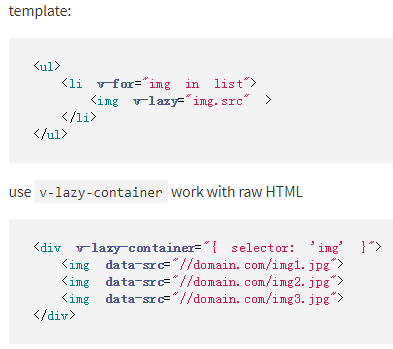 template:
<ul>
    <li v-for="img in list">
        <img v-lazy="img.src" >
    </li>
</ul>
use v-lazy-container work with raw HTML
<div v-lazy-container="{ selector: 'img' }">
    <img data-src="//domain.com/img1.jpg">
    <img data-src="//domain.com/img2.jpg">
    <img data-src="//domain.com/img3.jpg">
</div>